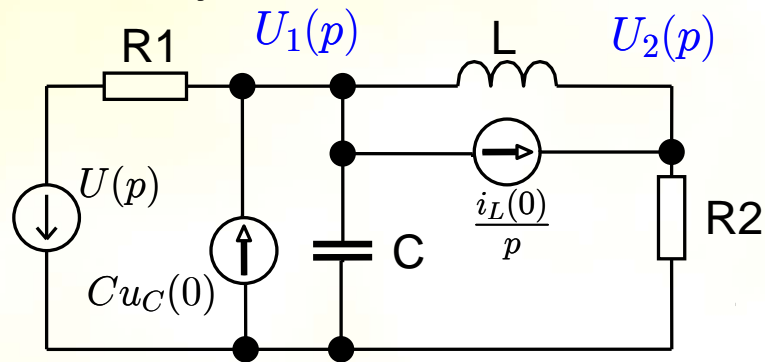 U_1(p)
L
U_2(p)
R1
U(p)
i_L(0)
p
R2
C
Cu_C(0)